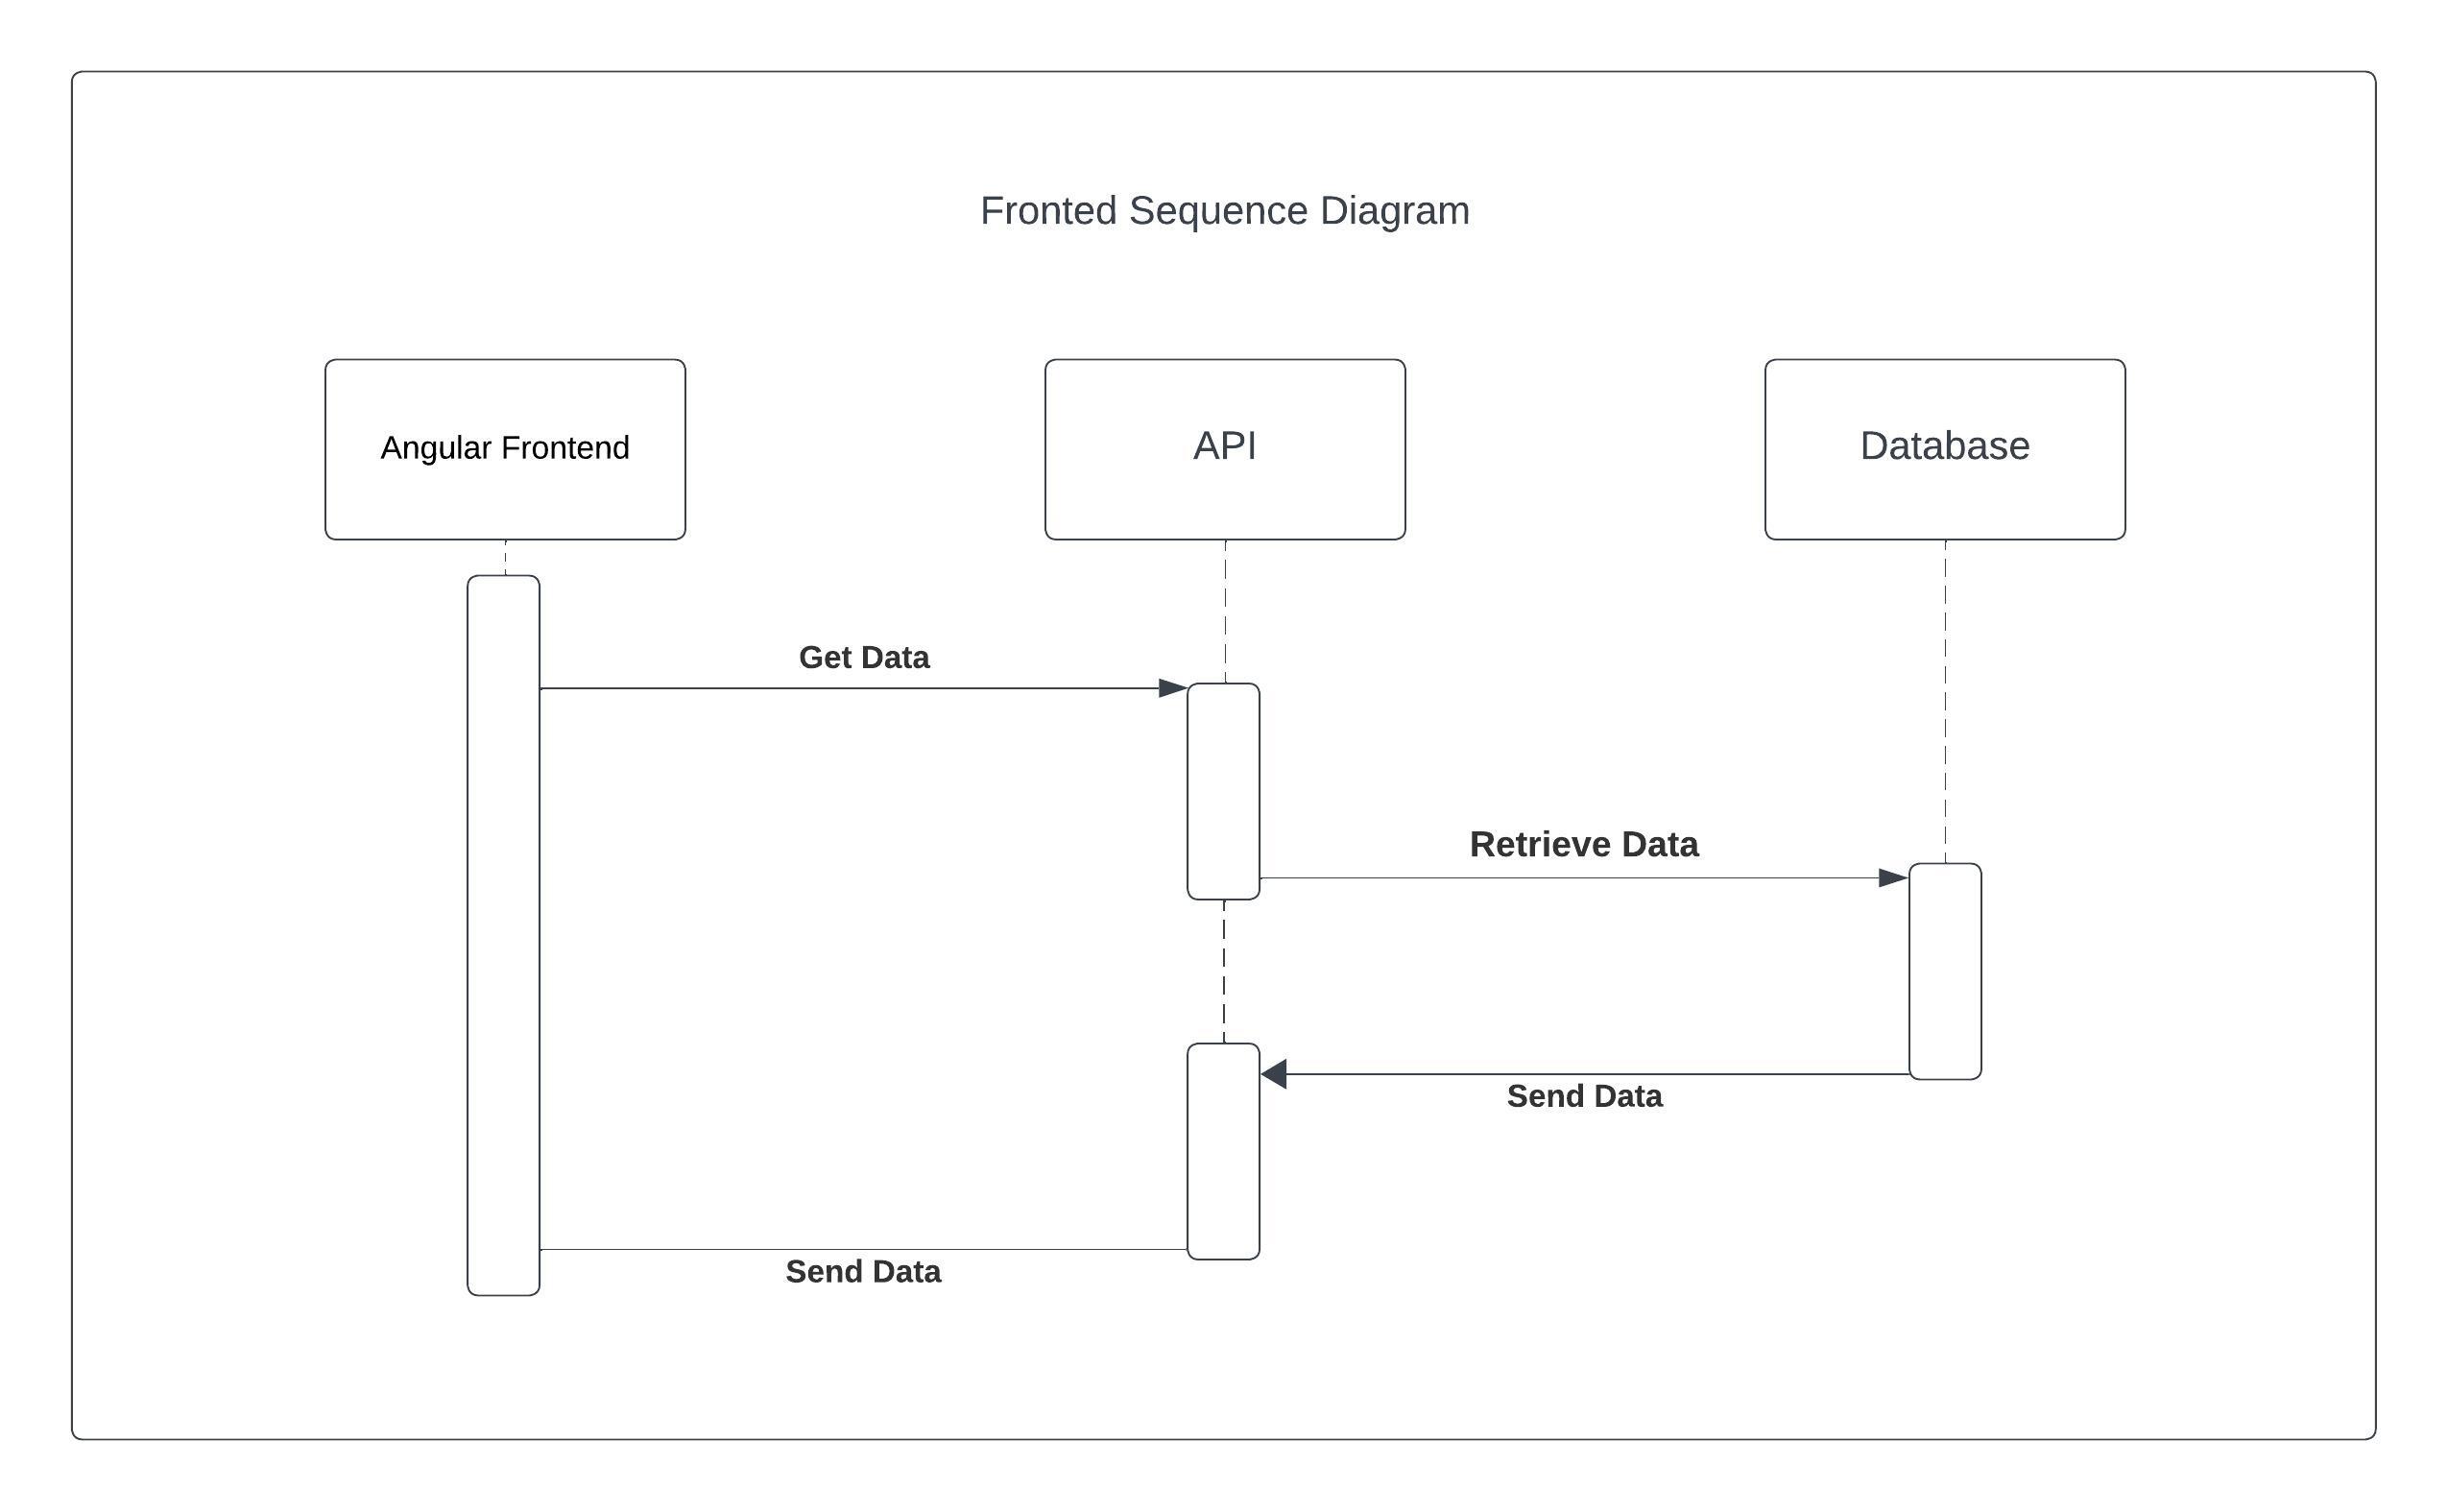 Fronted Sequence Diagram
Angular Frontend
API
Database
Get Data
Retrieve Data
Send Data
Send Data